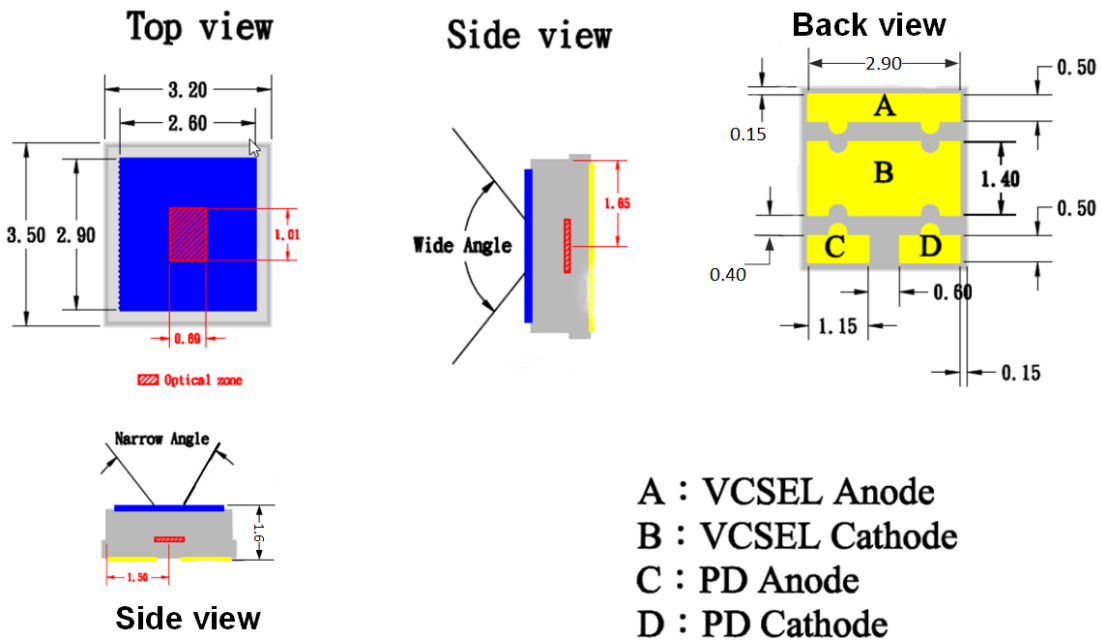 Top view
3.20
2.60
3.50
2.90
1.01
0.69
Optical zone
Side view
1.65
Wide Angle
Back view
2.90
0.50
0.15
A
B
1.40
0.50
C
D
0.40
0.60
1.15
0.15
Narrow Angle
1.6
1.50
Side view
A : VCSEL Anode
B : VCSEL Cathode
C : PD Anode
D : PD Cathode